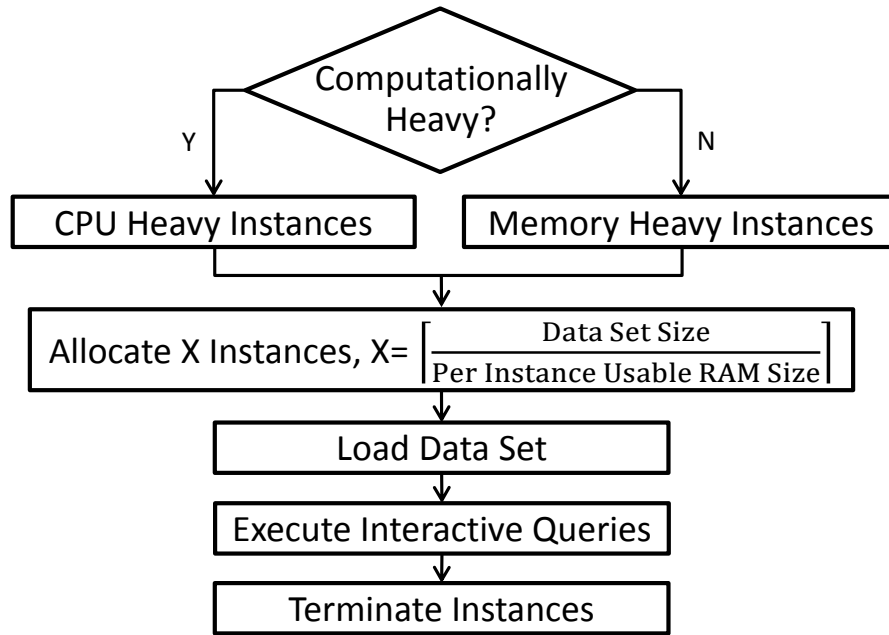 Computationally
Heavy?
Y
N
CPU Heavy Instances
Memory Heavy Instances
Allocate X Instances, X= ⌈Data Set Size / Per Instance Usable RAM Size⌉
Load Data Set
Execute Interactive Queries
Terminate Instances